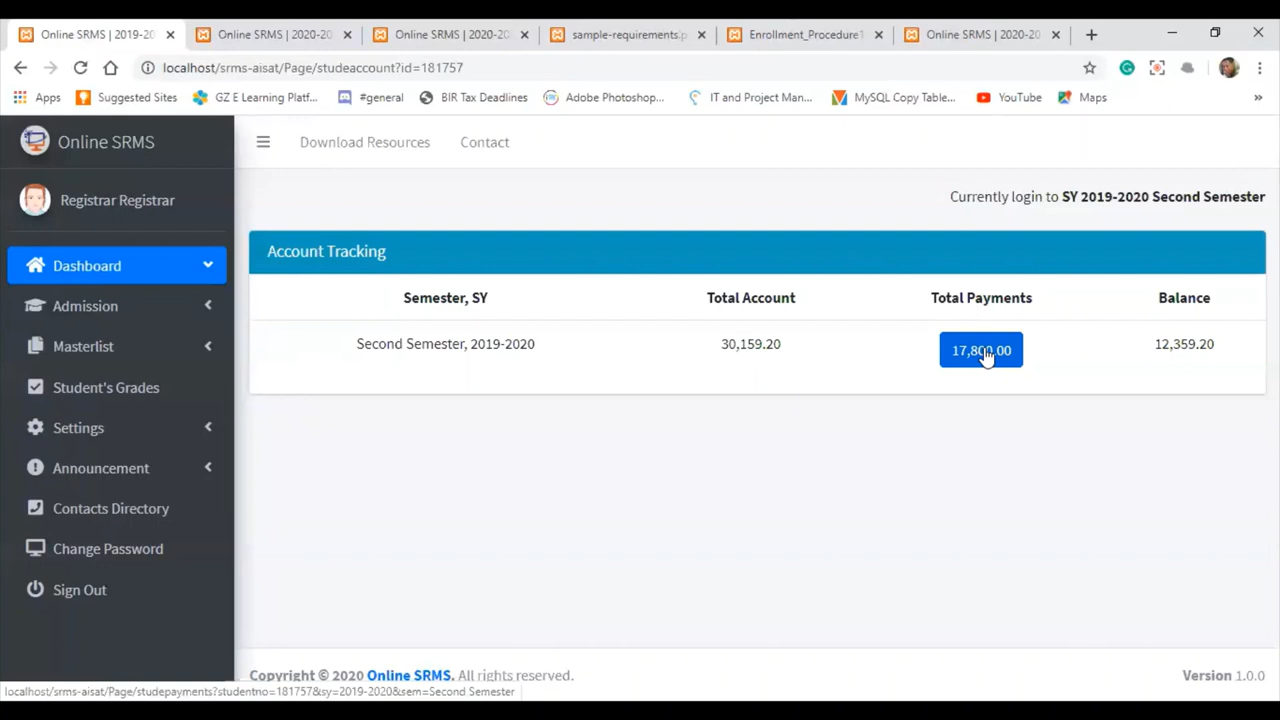 Online SRMS | 2019-20
Online SRMS | 2020-20
Online SRMS | 2020-20
sample-requirements.p
Enrollment_Procedure1
Online SRMS | 2020-20
localhost/srms-aisat/Page/studeaccount?id=181757
Apps
Suggested Sites
GZ E Learning Platf...
#general
BIR Tax Deadlines
Adobe Photoshop...
IT and Project Man...
MySQL Copy Table...
YouTube
Maps
»
Online SRMS
Download Resources
Contact
Registrar Registrar
Currently login to SY 2019-2020 Second Semester
Dashboard
Admission
Masterlist
Student's Grades
Settings
Announcement
Contacts Directory
Change Password
Sign Out
Account Tracking
Semester, SY Total Account Total Payments Balance
Second Semester, 2019-2020 30,159.20 17,800.00 12,359.20
Copyright © 2020 Online SRMS. All rights reserved.
Version 1.0.0
localhost/srms-aisat/Page/studepayments?studentno=181757&sy=2019-2020&sem=Second Semester